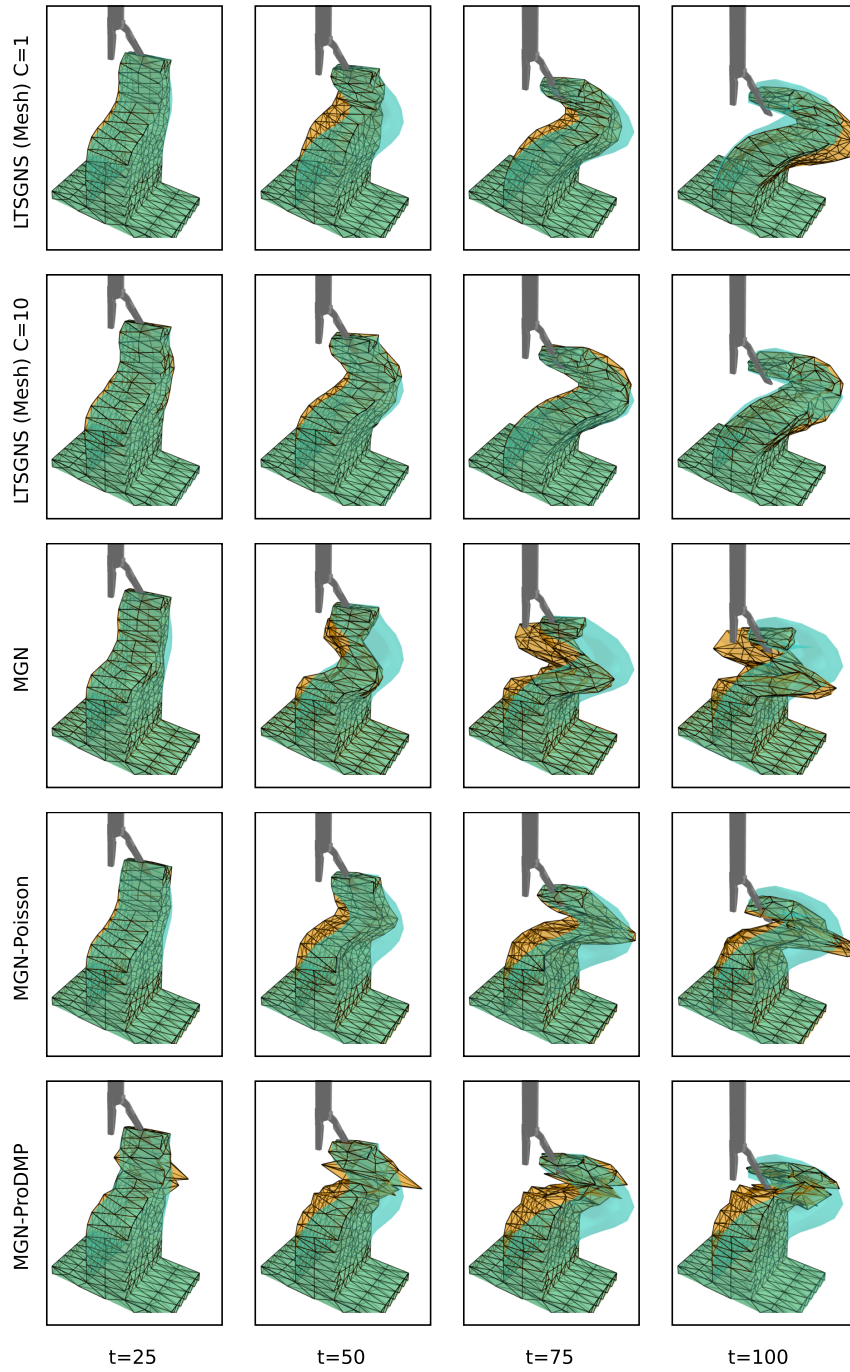 LTSGNS (Mesh) C=1
LTSGNS (Mesh) C=10
MGN
MGN-Poisson
MGN-ProDMP
t=25 t=50 t=75 t=100